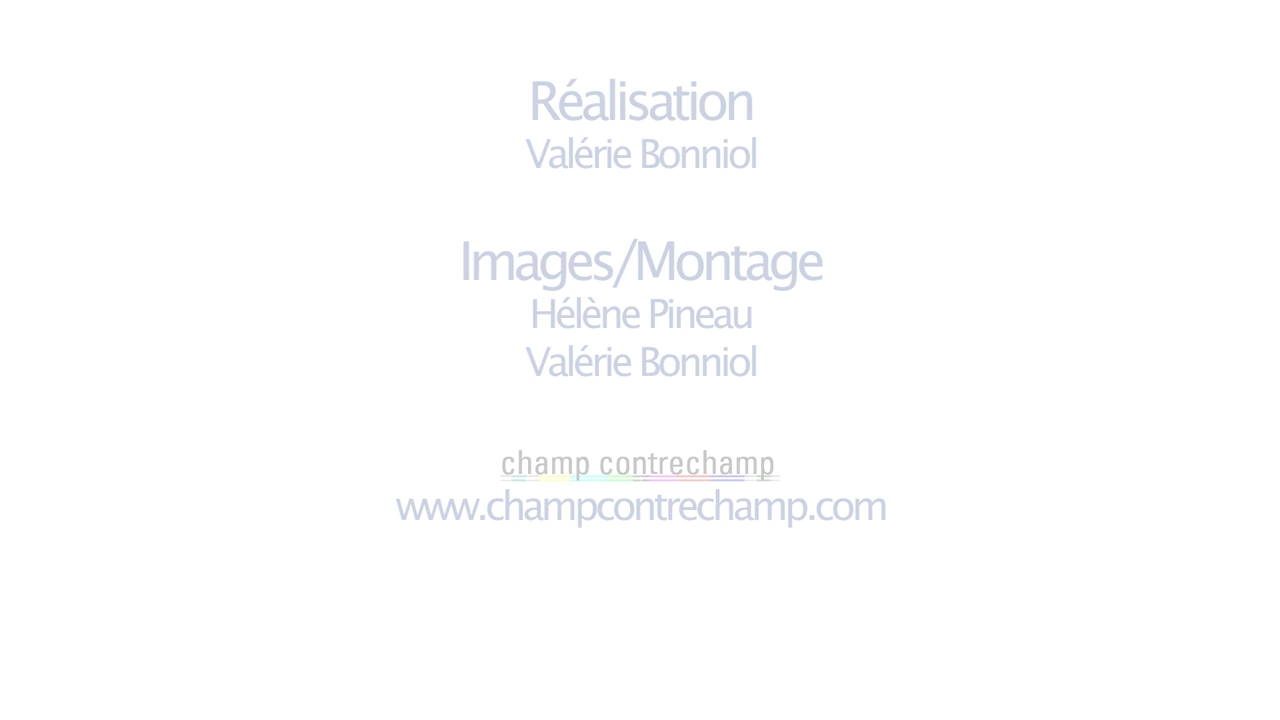 Réalisation
Valérie Bonniol
Images/Montage
Hélène Pineau
Valérie Bonniol
champ contrechamp
www.champcontrechamp.com